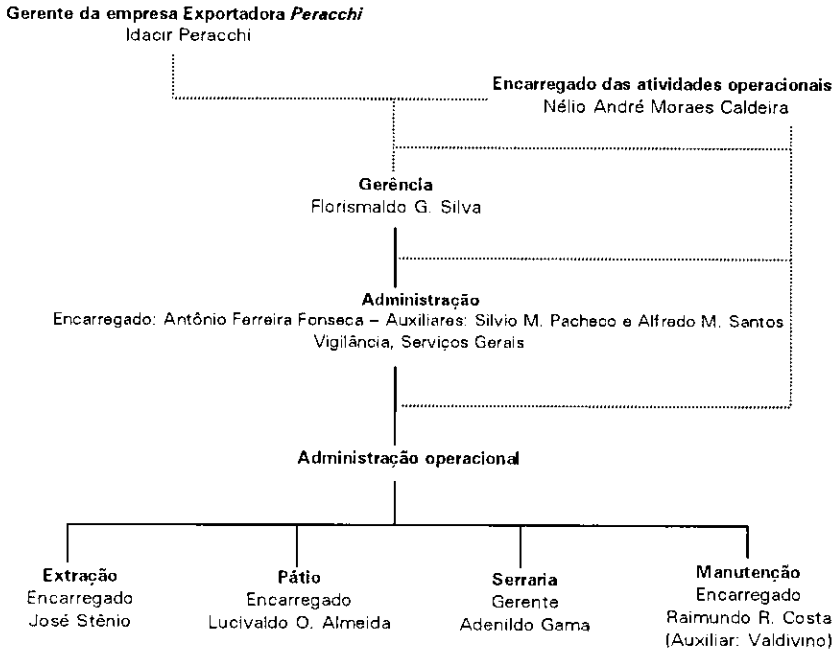 Gerente da empresa Exportadora Peracchi
Idacir Peracchi
Encarregado das atividades operacionais
Nélio André Moraes Caldeira
Gerência
Florismaldo G. Silva
Administração
Encarregado: Antônio Ferreira Fonseca – Auxiliares: Silvio M. Pacheco e Alfredo M. Santos
Vigilância, Serviços Gerais
Administração operacional
Extração
Encarregado
José Stênio
Pátio
Encarregado
Lucivaldo O. Almeida
Serraria
Gerente
Adenildo Gama
Manutenção
Encarregado
Raimundo R. Costa
(Auxiliar: Valdivino)